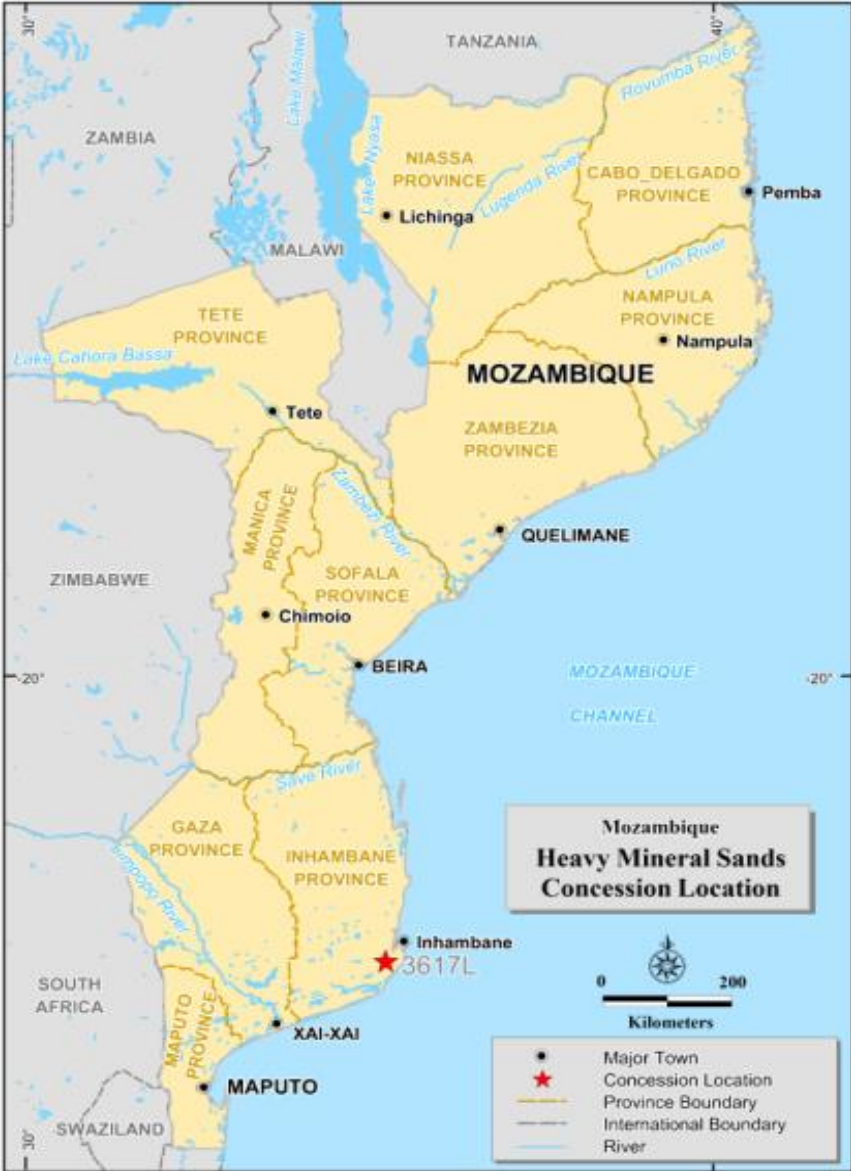 30°
40°
TANZANIA
Rovumba River
Lake Malawi
ZAMBIA
Lake Nyasa
NIASSA
PROVINCE
Lugenda River
CABO_DELGADO
PROVINCE
Pemba
Lichinga
MALAWI
Lurio River
TETE
PROVINCE
NAMPULA
PROVINCE
Nampula
Lake Cahora Bassa
MOZAMBIQUE
Tete
ZAMBEZIA
PROVINCE
Zambezi River
MANICA
PROVINCE
QUELIMANE
ZIMBABWE
SOFALA
PROVINCE
Chimoio
BEIRA
MOZAMBIQUE
CHANNEL
-20°
-20°
Save River
GAZA
PROVINCE
INHAMBANE
PROVINCE
Limpopo River
Mozambique
Heavy Mineral Sands
Concession Location
Inhambane
3617L
SOUTH
AFRICA
0 200
Kilometers
MAPUTO
PROVINCE
XAI-XAI
MAPUTO
SWAZILAND
Major Town
Concession Location
Province Boundary
International Boundary
River
30°